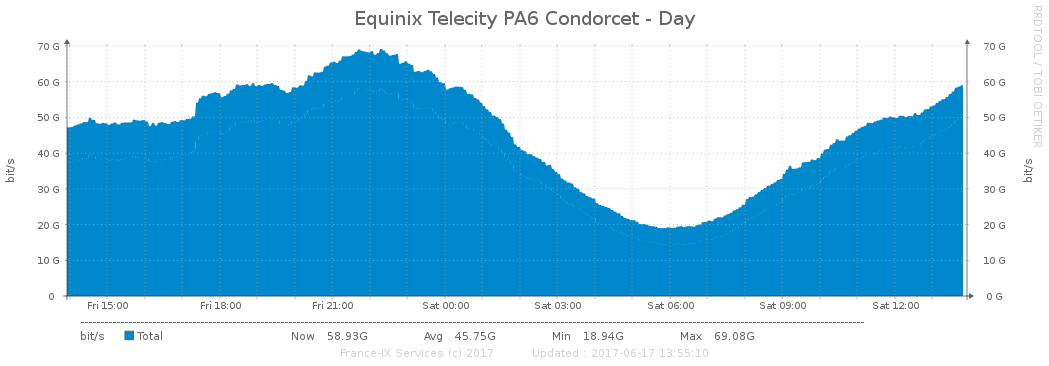 Equinix Telecity PA6 Condorcet - Day
RRDTOOL / TOBI OETIKER
70 G 70 G
60 G 60 G
50 G 50 G
40 G 40 G
30 G 30 G
20 G 20 G
10 G 10 G
0 0 G
bit/s bit/s
Fri 15:00 Fri 18:00 Fri 21:00 Sat 00:00 Sat 03:00 Sat 06:00 Sat 09:00 Sat 12:00
bit/s Total Now 58.93G Avg 45.75G Min 18.94G Max 69.08G
France-IX Services (c) 2017 Updated : 2017-06-17 13:55:10